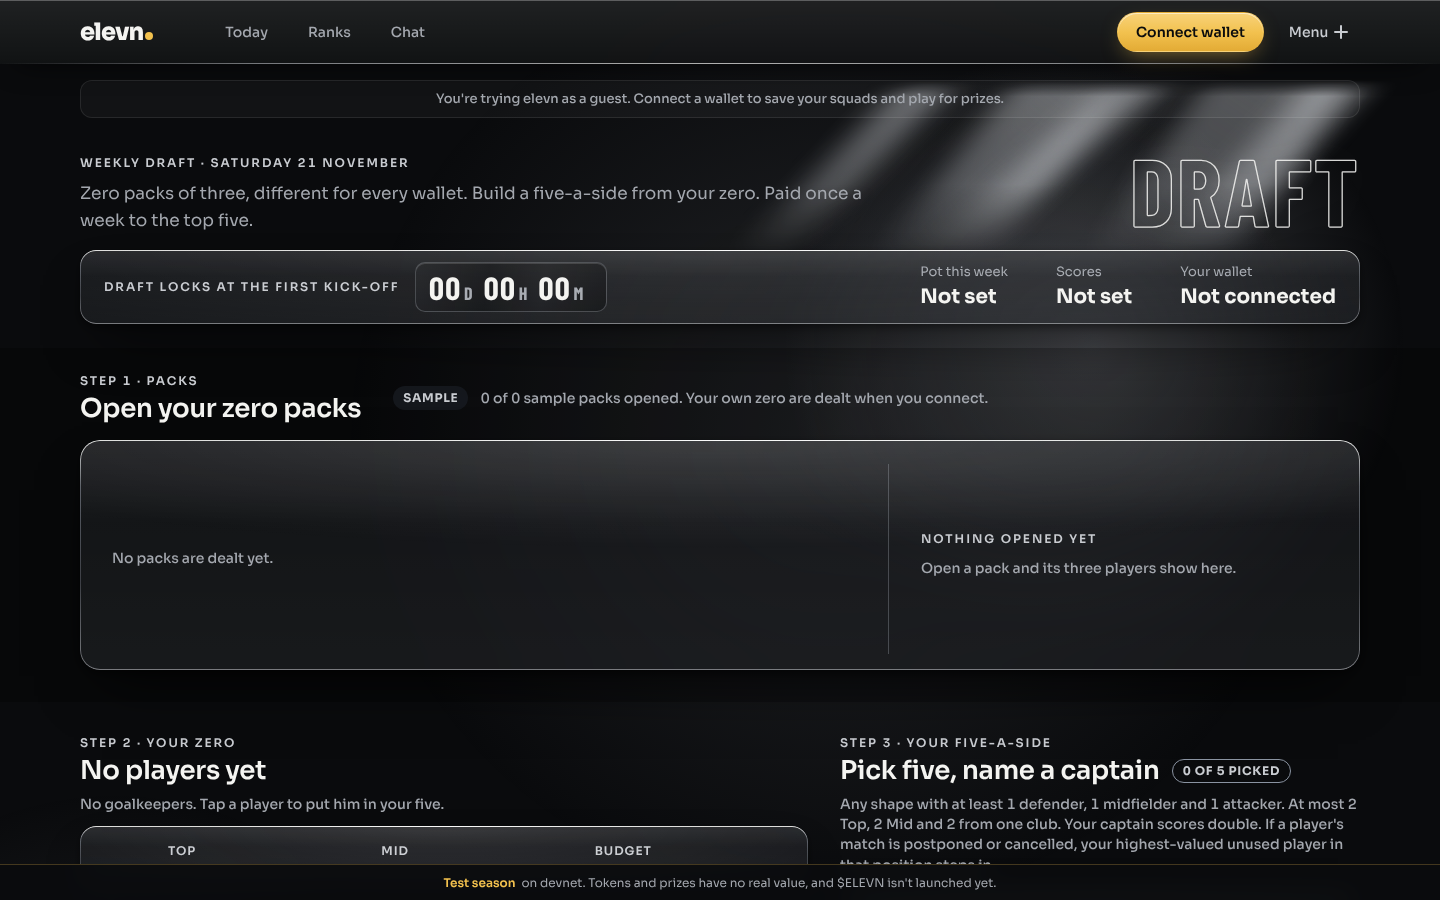 elevn.
Today
Ranks
Chat
Connect wallet
Menu
You're trying elevn as a guest. Connect a wallet to save your squads and play for prizes.
WEEKLY DRAFT · SATURDAY 21 NOVEMBER
Zero packs of three, different for every wallet. Build a five-a-side from your zero. Paid once a
week to the top five.
DRAFT
DRAFT LOCKS AT THE FIRST KICK-OFF
00 D 00 H 00 M
Pot this week
Not set
Scores
Not set
Your wallet
Not connected
STEP 1 · PACKS
Open your zero packs
SAMPLE
0 of 0 sample packs opened. Your own zero are dealt when you connect.
No packs are dealt yet.
NOTHING OPENED YET
Open a pack and its three players show here.
STEP 2 · YOUR ZERO
No players yet
No goalkeepers. Tap a player to put him in your five.
TOP
MID
BUDGET
STEP 3 · YOUR FIVE-A-SIDE
Pick five, name a captain
0 OF 5 PICKED
Any shape with at least 1 defender, 1 midfielder and 1 attacker. At most 2
Top, 2 Mid and 2 from one club. Your captain scores double. If a player's
match is postponed or cancelled, your highest-valued unused player in
that position steps in.
Test season on devnet. Tokens and prizes have no real value, and $ELEVN isn't launched yet.